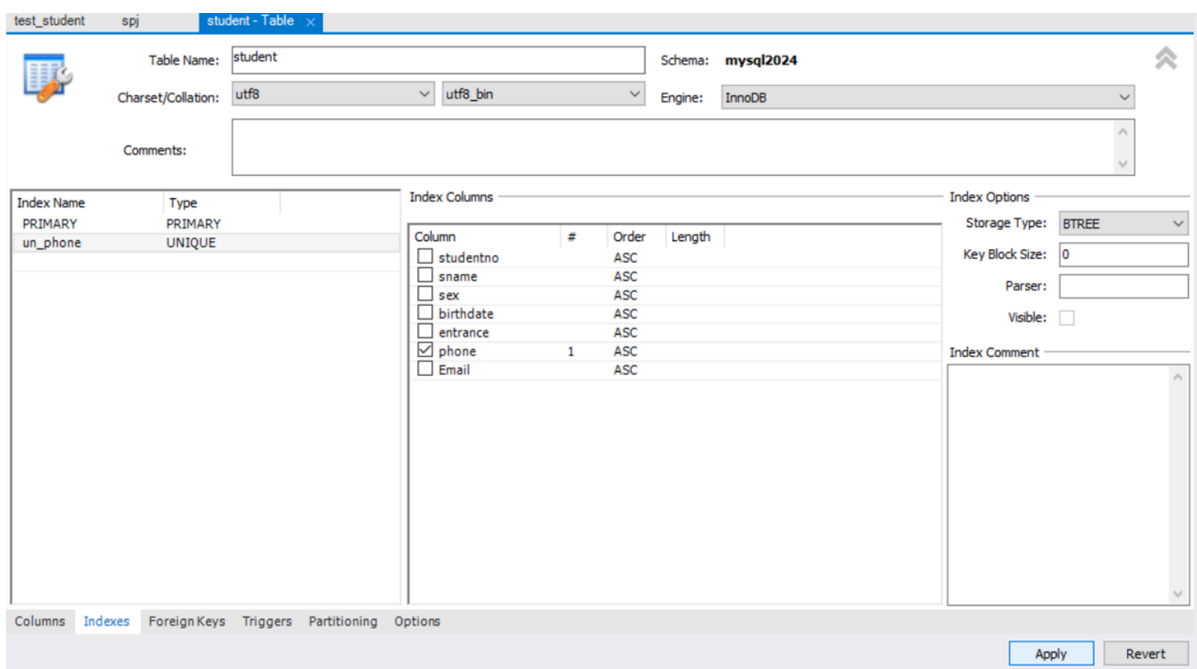 test_student spj student - Table ×
Table Name: student Schema: mysql2024
Charset/Collation: utf8 utf8_bin Engine: InnoDB
Comments:
Index Name Type
PRIMARY PRIMARY
un_phone UNIQUE
Index Columns
Column # Order Length
studentno ASC
sname ASC
sex ASC
birthdate ASC
entrance ASC
phone 1 ASC
Email ASC
Index Options
Storage Type: BTREE
Key Block Size: 0
Parser:
Visible:
Index Comment
Columns Indexes Foreign Keys Triggers Partitioning Options
Apply Revert